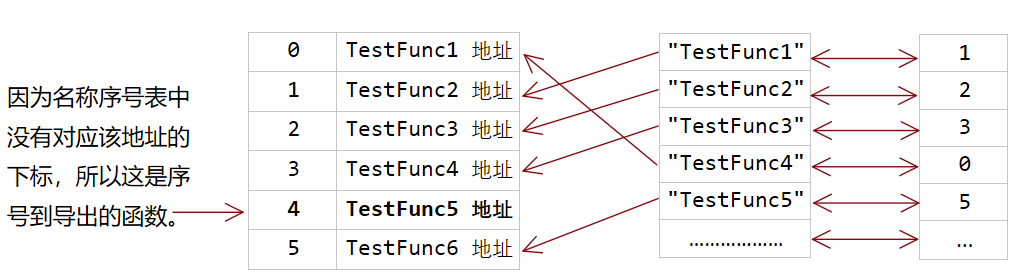 因为名称序号表中
没有对应该地址的
下标，所以这是序
号到导出的函数。
0 TestFunc1 地址
1 TestFunc2 地址
2 TestFunc3 地址
3 TestFunc4 地址
4 TestFunc5 地址
5 TestFunc6 地址
"TestFunc1" 1
"TestFunc2" 2
"TestFunc3" 3
"TestFunc4" 0
"TestFunc5" 5
……………… …